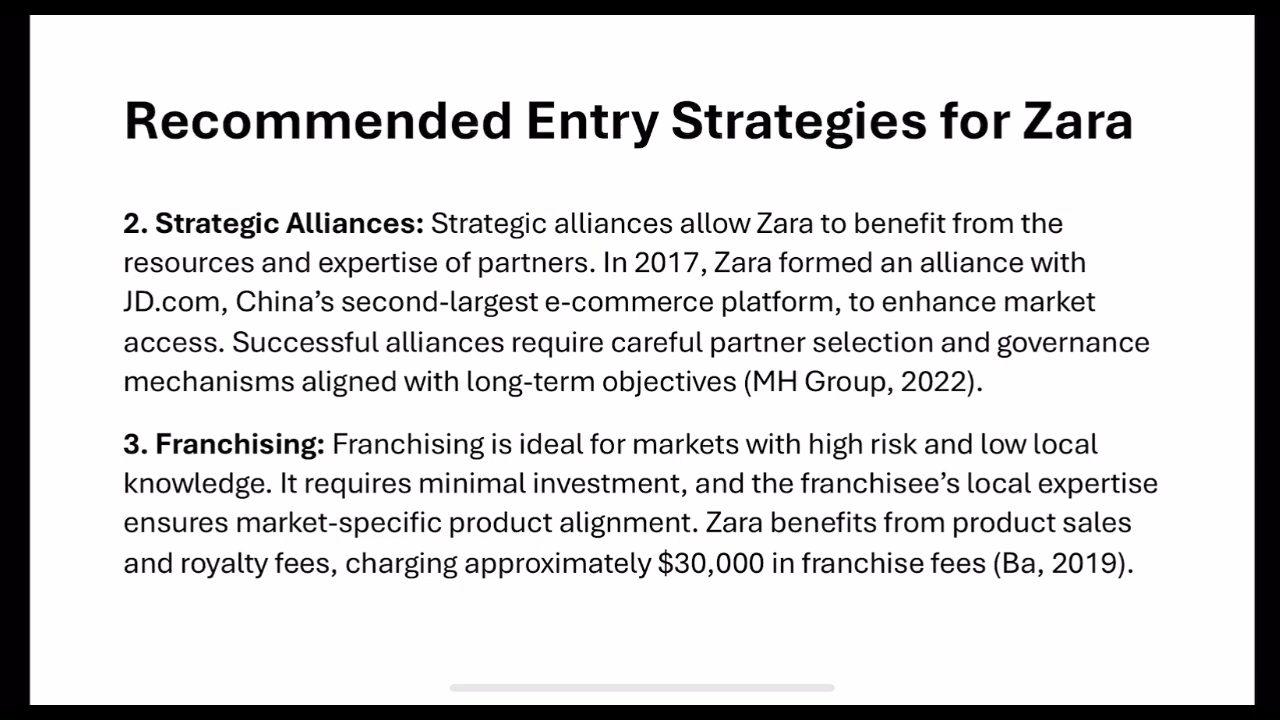 Recommended Entry Strategies for Zara
2. Strategic Alliances: Strategic alliances allow Zara to benefit from the
resources and expertise of partners. In 2017, Zara formed an alliance with
JD.com, China’s second-largest e-commerce platform, to enhance market
access. Successful alliances require careful partner selection and governance
mechanisms aligned with long-term objectives (MH Group, 2022).
3. Franchising: Franchising is ideal for markets with high risk and low local
knowledge. It requires minimal investment, and the franchisee’s local expertise
ensures market-specific product alignment. Zara benefits from product sales
and royalty fees, charging approximately $30,000 in franchise fees (Ba, 2019).